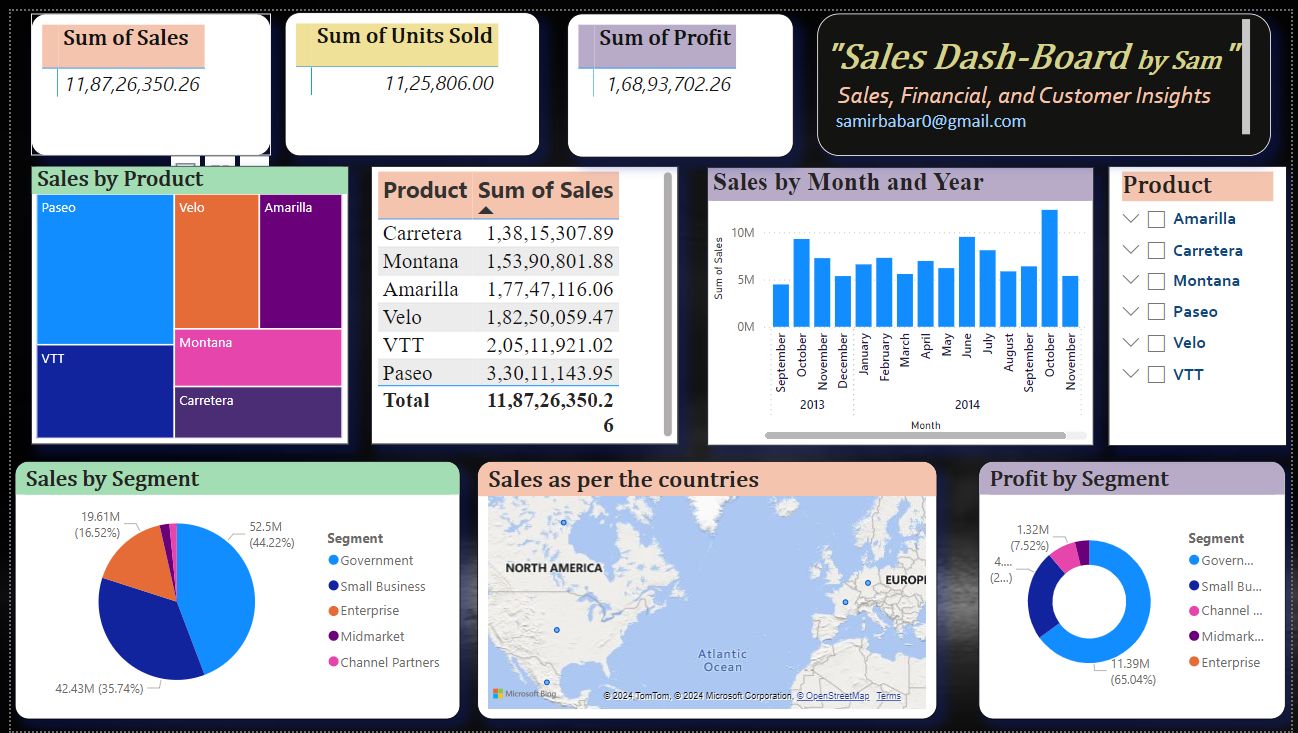 Sum of Sales
11,87,26,350.26
Sum of Units Sold
11,25,806.00
Sum of Profit
1,68,93,702.26
"Sales Dash-Board by Sam"
Sales, Financial, and Customer Insights
samirbabar0@gmail.com
Sales by Product
Paseo
Velo
Amarilla
VTT
Montana
Carretera
Product Sum of Sales
Carretera 1,38,15,307.89
Montana 1,53,90,801.88
Amarilla 1,77,47,116.06
Velo 1,82,50,059.47
VTT 2,05,11,921.02
Paseo 3,30,11,143.95
Total 11,87,26,350.2
6
Sales by Month and Year
Sum of Sales
10M
5M
0M
September
October
November
December
January
February
March
April
May
June
July
August
September
October
November
2013
2014
Month
Product
Amarilla
Carretera
Montana
Paseo
Velo
VTT
Sales by Segment
19.61M
(16.52%)
52.5M
(44.22%)
42.43M (35.74%)
Segment
Government
Small Business
Enterprise
Midmarket
Channel Partners
Sales as per the countries
NORTH AMERICA
EUROP
Atlantic
Ocean
Microsoft Bing
© 2024 TomTom, © 2024 Microsoft Corporation, © OpenStreetMap Terms
Profit by Segment
1.32M
(7.52%)
4....
(2...)
11.39M
(65.04%)
Segment
Govern...
Small Bu...
Channel ...
Midmark...
Enterprise